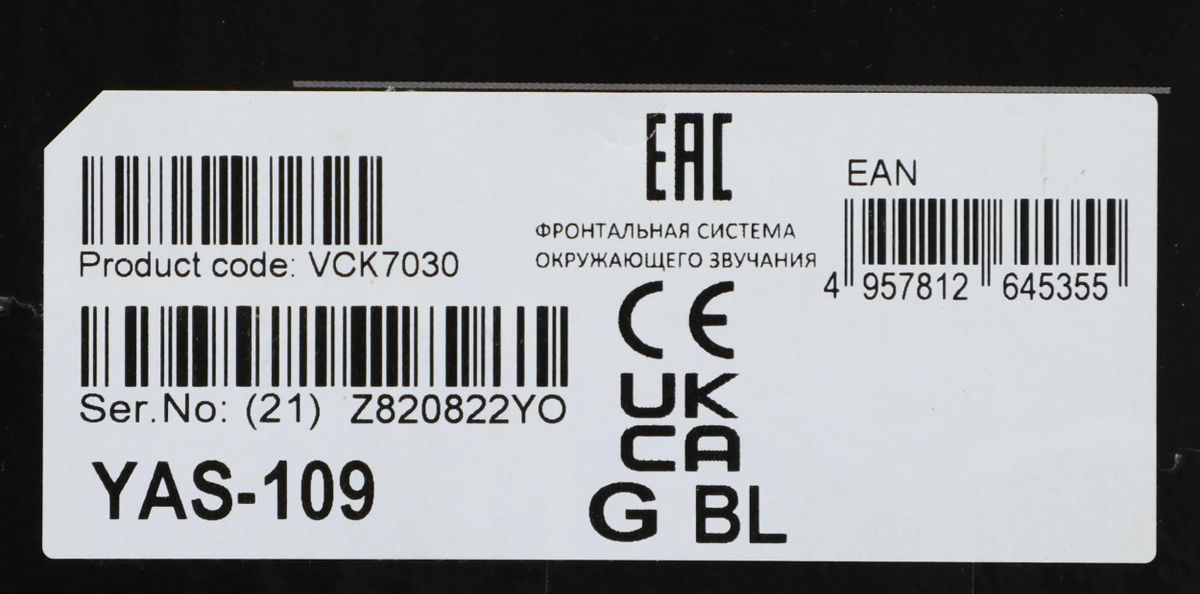 Product code: VCK7030
Ser.No: (21) Z820822YO
YAS-109
EAC
ФРОНТАЛЬНАЯ СИСТЕМА
ОКРУЖАЮЩЕГО ЗВУЧАНИЯ
CE
UK
CA
G BL
EAN
4 957812 645355